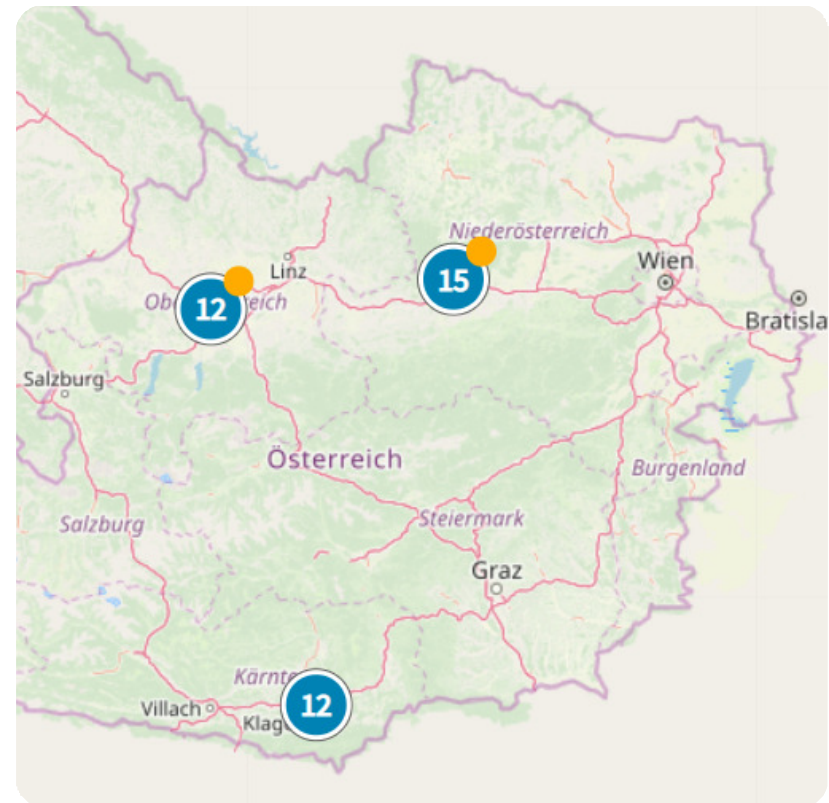 Niederösterreich
Wien
Linz
15
12
Bratisla
Salzburg
Österreich
Burgenland
Steiermark
Salzburg
Graz
Villach
12